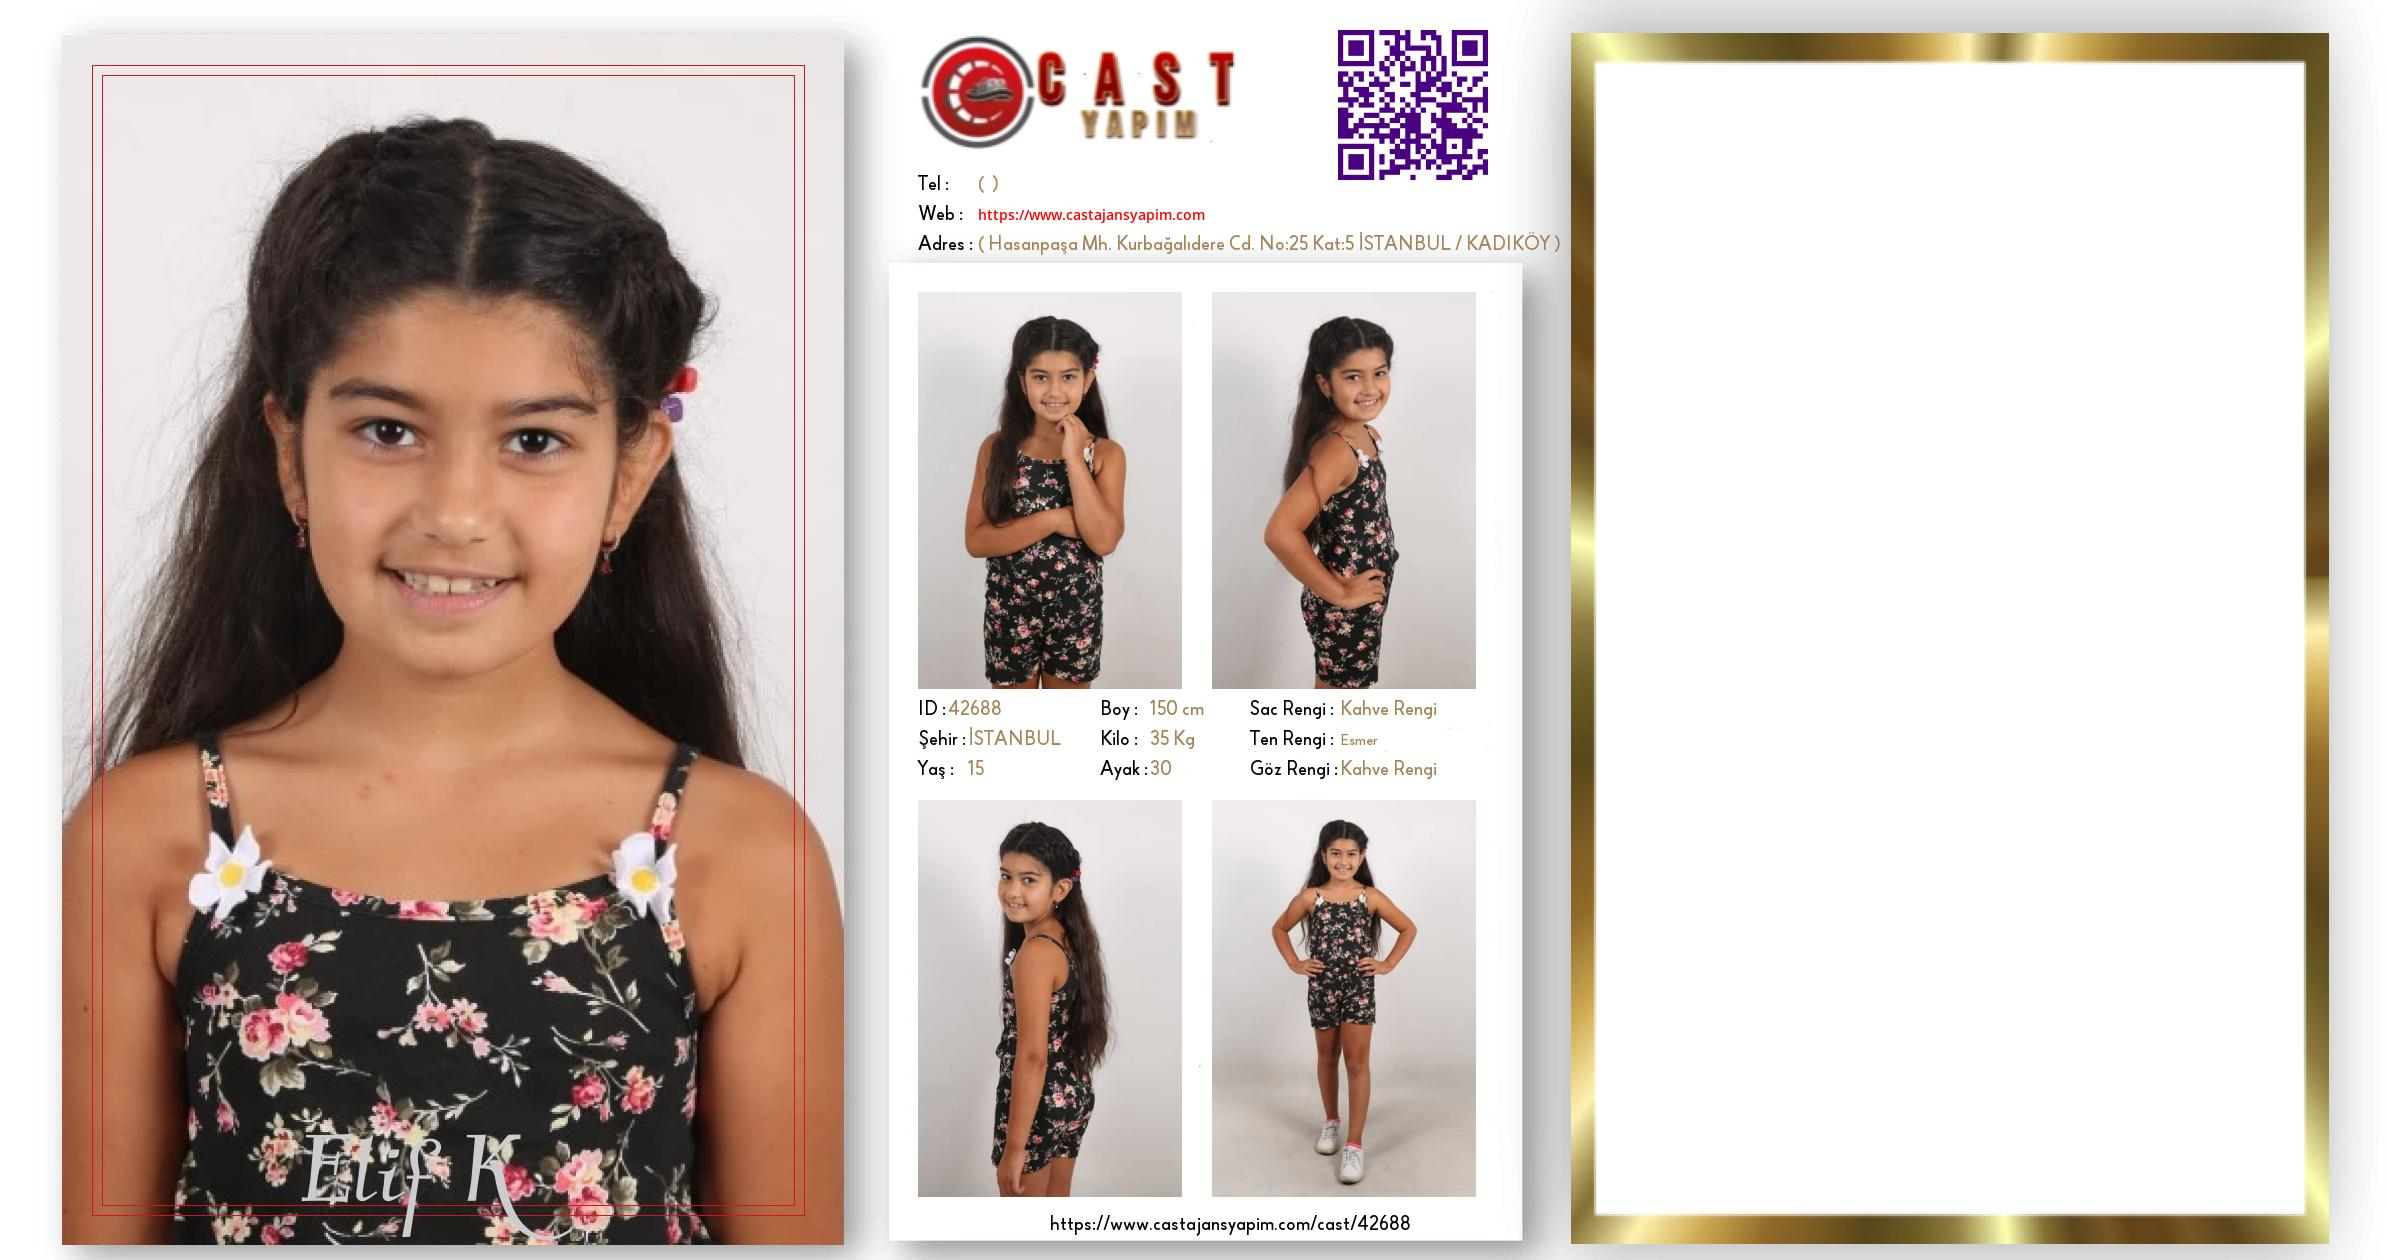 Elif K
CAST
YAPIM
Tel : ( )
Web : https://www.castajansyapim.com
Adres : ( Hasanpaşa Mh. Kurbağalıdere Cd. No:25 Kat:5 İSTANBUL / KADIKÖY )
ID : 42688 Boy : 150 cm Sac Rengi : Kahve Rengi
Şehir : İSTANBUL Kilo : 35 Kg Ten Rengi : Esmer
Yaş : 15 Ayak : 30 Göz Rengi : Kahve Rengi
https://www.castajansyapim.com/cast/42688